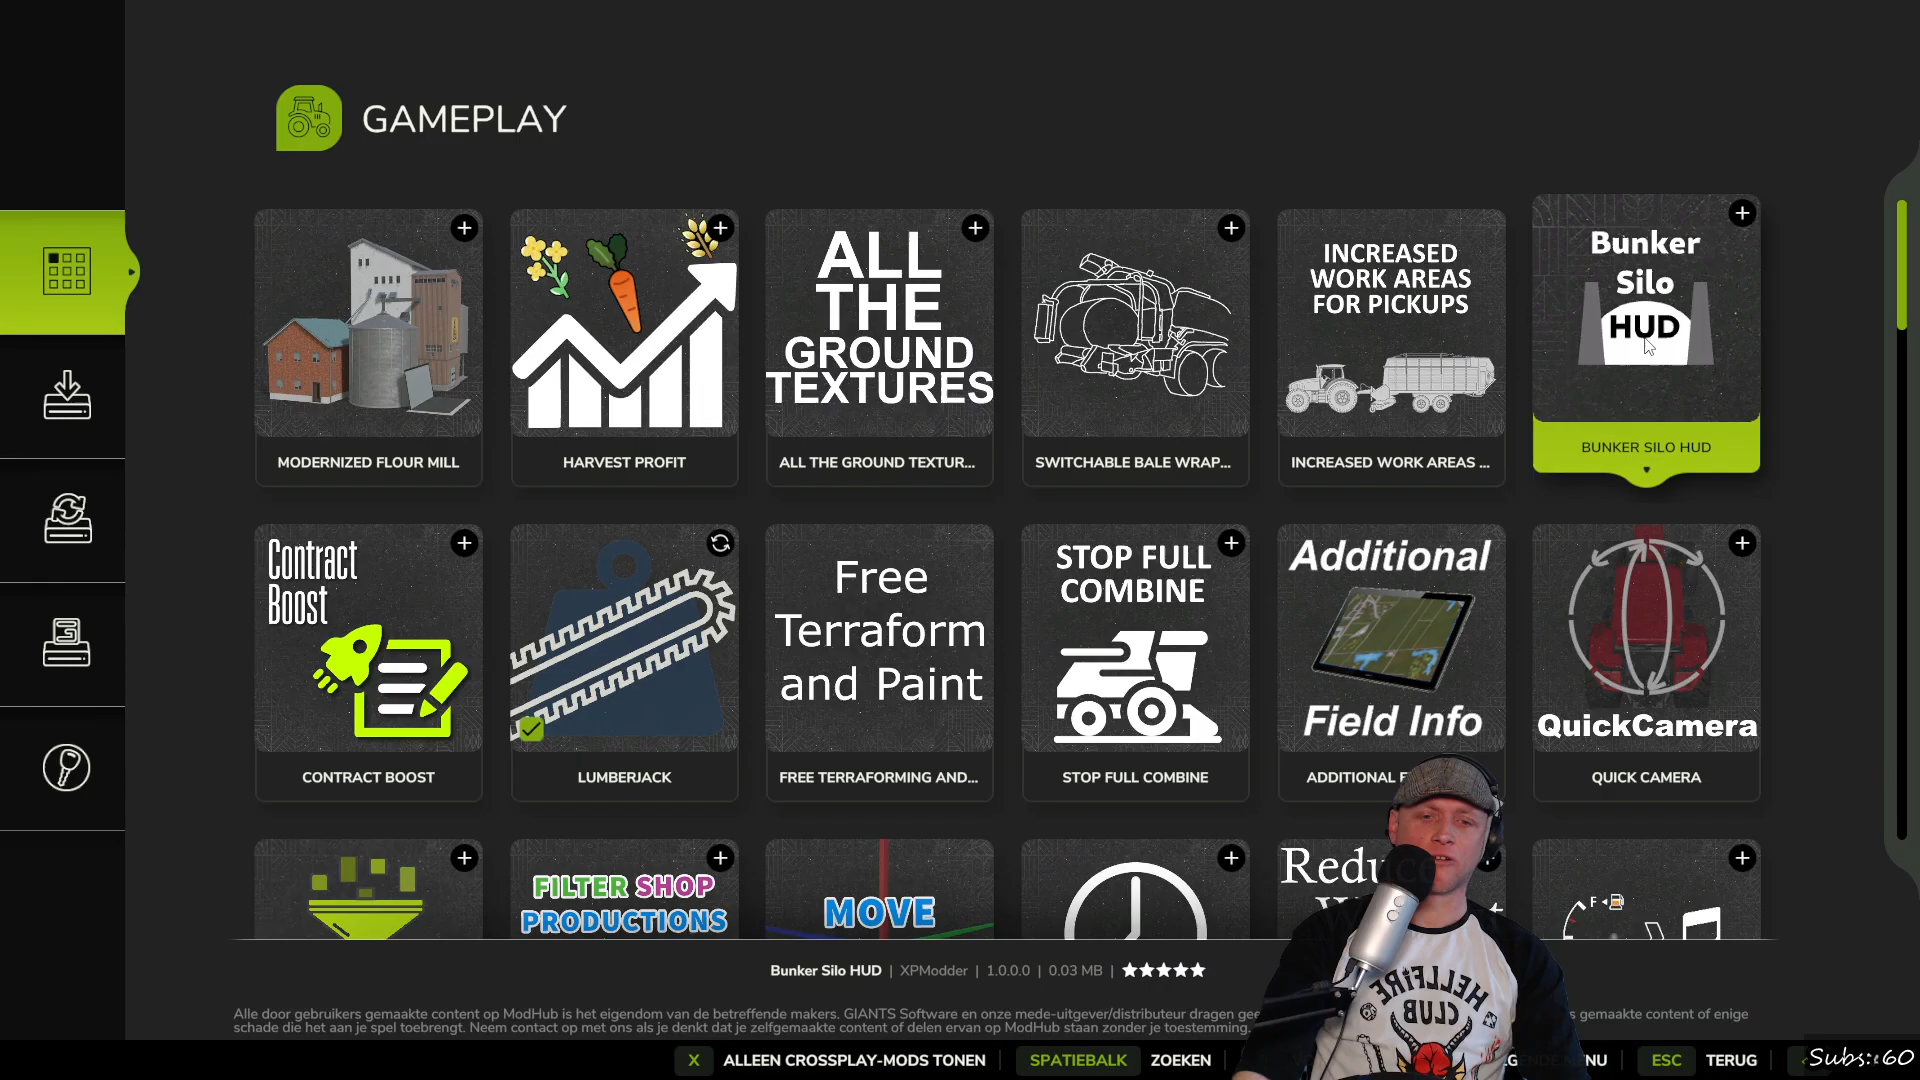 GAMEPLAY
ALL
THE
GROUND
TEXTURES
INCREASED
WORK AREAS
FOR PICKUPS
Bunker
Silo
HUD
MODERNIZED FLOUR MILL
HARVEST PROFIT
ALL THE GROUND TEXTUR...
SWITCHABLE BALE WRAP...
INCREASED WORK AREAS ...
BUNKER SILO HUD
Contract
Boost
Free
Terraform
and Paint
STOP FULL
COMBINE
Additional
Field Info
QuickCamera
CONTRACT BOOST
LUMBERJACK
FREE TERRAFORMING AND...
STOP FULL COMBINE
ADDITIONAL
QUICK CAMERA
FILTER SHOP
PRODUCTIONS
MOVE
F
Bunker Silo HUD | XPModder | 1.0.0.0 | 0.03 MB |
Alle door gebruikers gemaakte content op ModHub is het eigendom van de betreffende makers. GIANTS Software en onze mede-uitgever/distributeur dragen gemaakte content of enige
schade die het aan je spel toebrengt. Neem contact op met ons als je denkt dat je zelfgemaakte content of delen ervan op ModHub staan zonder je toestemming.
HELLFIRE
CLUB
X ALLEEN CROSSPLAY-MODS TONEN | SPATIEBALK ZOEKEN | ESC TERUG |
Subs: 60